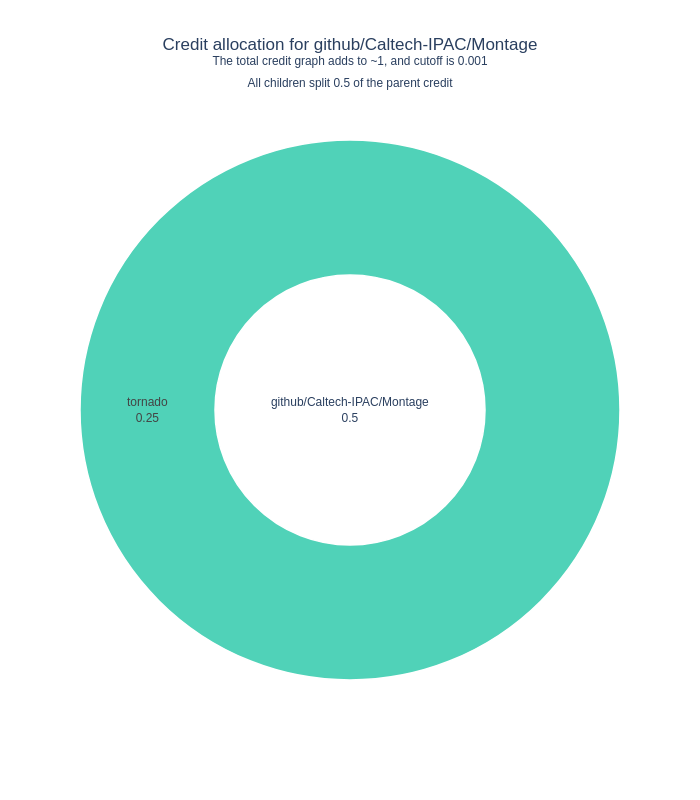 Credit allocation for github/Caltech-IPAC/Montage
The total credit graph adds to ~1, and cutoff is 0.001
All children split 0.5 of the parent credit
tornado
0.25
github/Caltech-IPAC/Montage
0.5